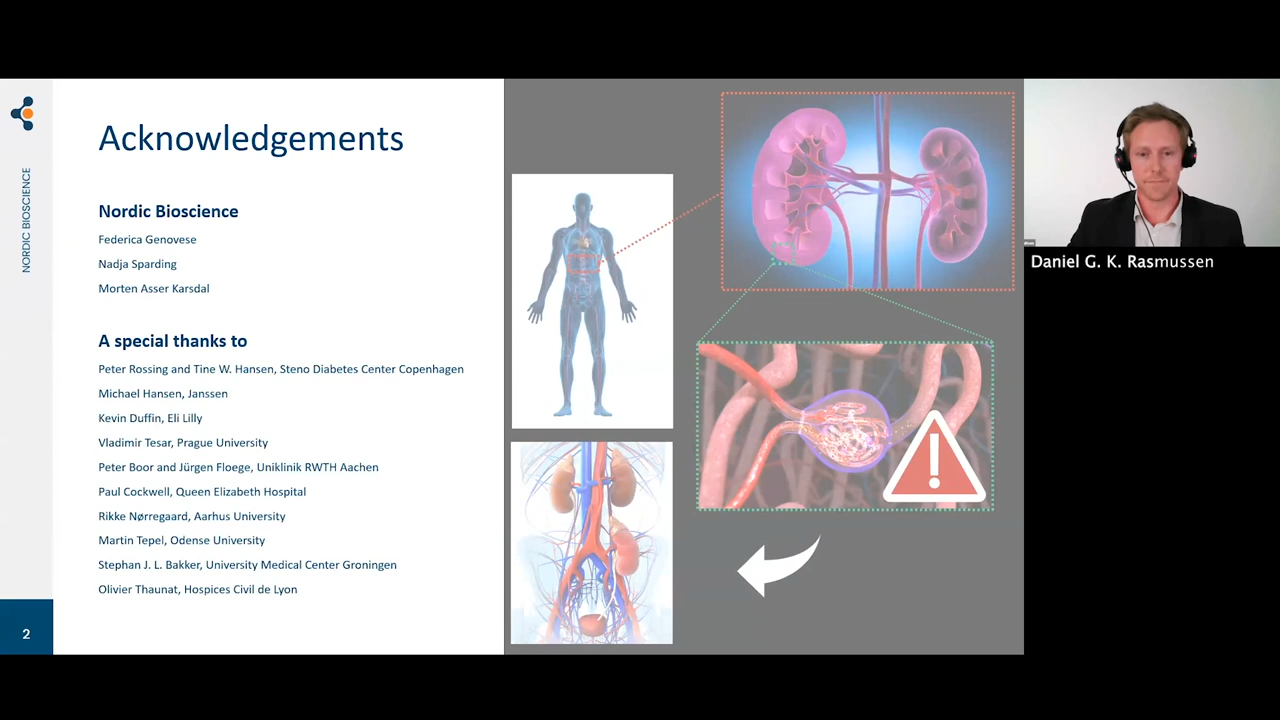 NORDIC BIOSCIENCE
Acknowledgements
Nordic Bioscience
Federica Genovese
Nadja Sparding
Morten Asser Karsdal
A special thanks to
Peter Rossing and Tine W. Hansen, Steno Diabetes Center Copenhagen
Michael Hansen, Janssen
Kevin Duffin, Eli Lilly
Vladimir Tesar, Prague University
Peter Boor and Jürgen Floege, Uniklinik RWTH Aachen
Paul Cockwell, Queen Elizabeth Hospital
Rikke Nørregaard, Aarhus University
Martin Tepel, Odense University
Stephan J. L. Bakker, University Medical Center Groningen
Olivier Thaunat, Hospices Civil de Lyon
2
Daniel G. K. Rasmussen